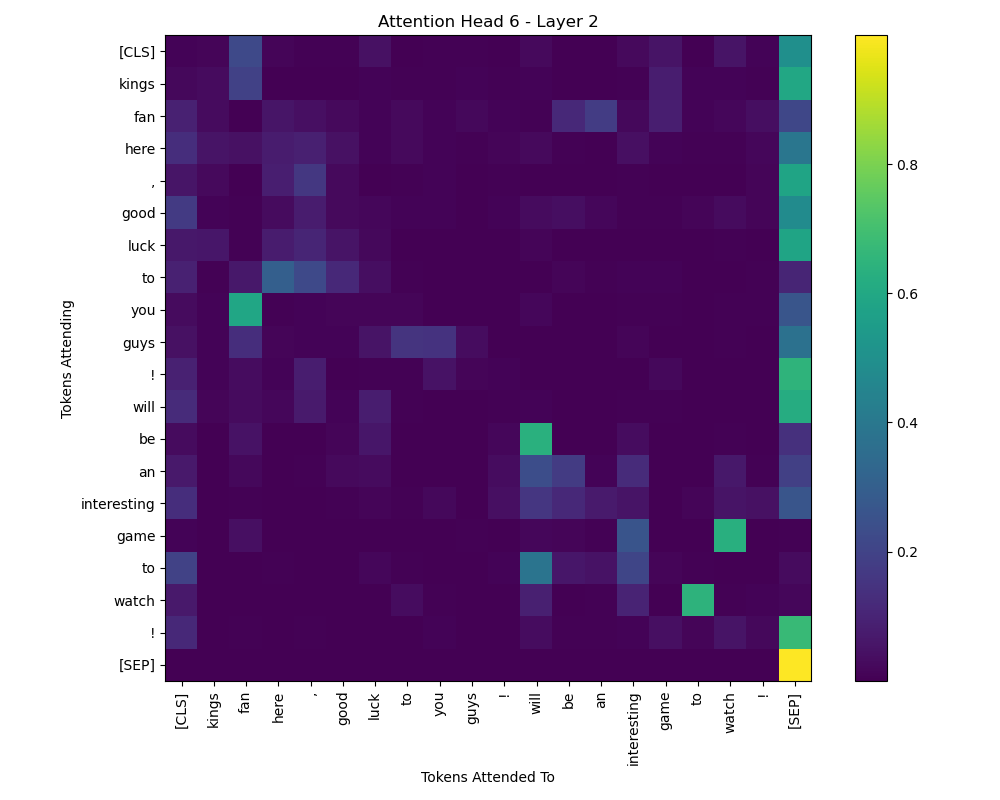 Attention Head 6 - Layer 2
Tokens Attending
[CLS]
kings
fan
here
,
good
luck
to
you
guys
!
will
be
an
interesting
game
to
watch
!
[SEP]
[CLS]
kings
fan
here
,
good
luck
to
you
guys
!
will
be
an
interesting
game
to
watch
!
[SEP]
Tokens Attended To
0.8
0.6
0.4
0.2